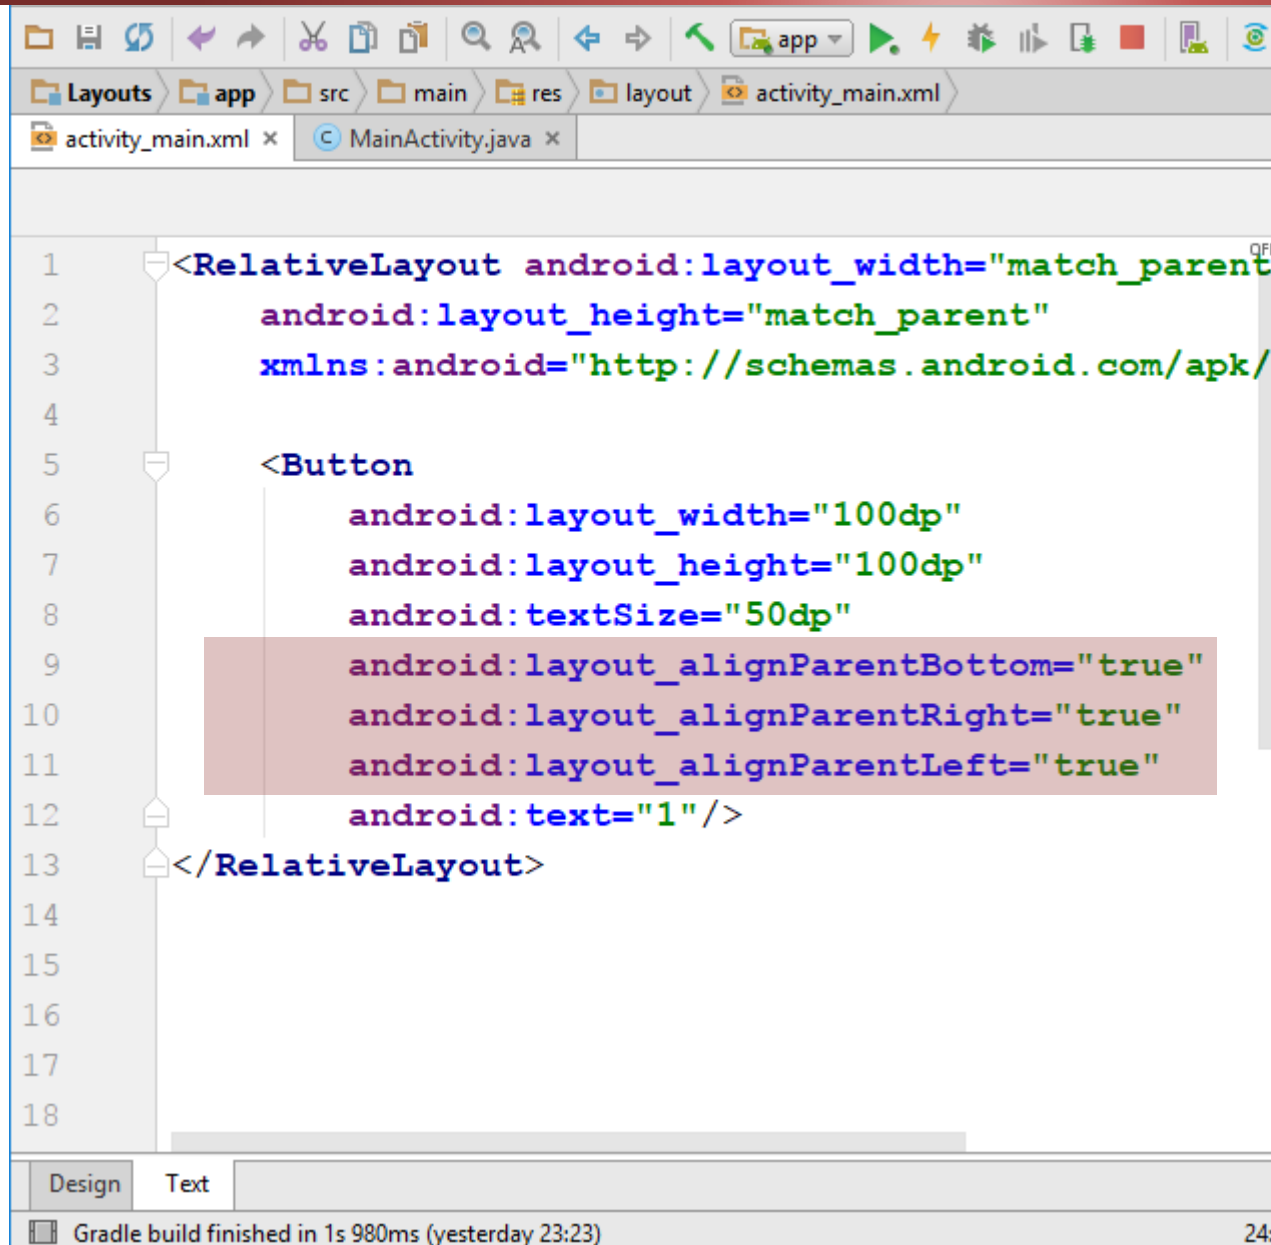 app
Layouts app src main res layout activity_main.xml
activity_main.xml × MainActivity.java ×
1 <RelativeLayout android:layout_width="match_parent
2 android:layout_height="match_parent"
3 xmlns:android="http://schemas.android.com/apk/
4
5 <Button
6 android:layout_width="100dp"
7 android:layout_height="100dp"
8 android:textSize="50dp"
9 android:layout_alignParentBottom="true"
10 android:layout_alignParentRight="true"
11 android:layout_alignParentLeft="true"
12 android:text="1"/>
13 </RelativeLayout>
14
15
16
17
18
Design Text
Gradle build finished in 1s 980ms (yesterday 23:23) 24: